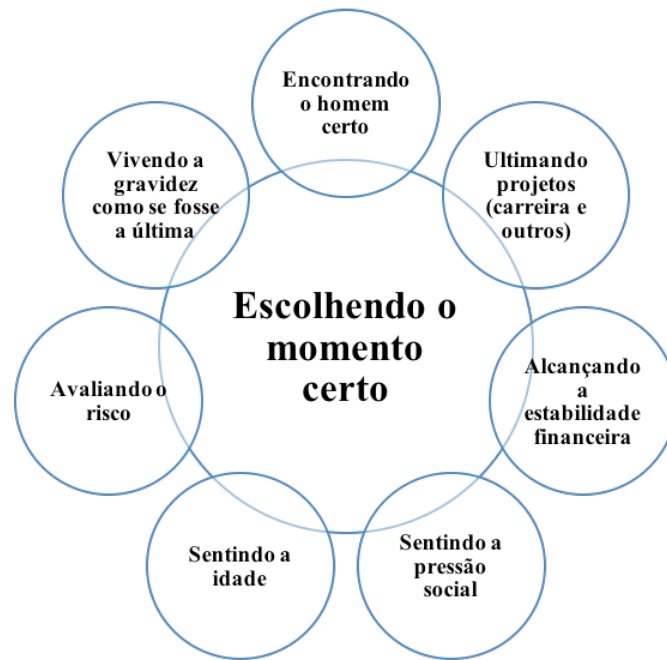 Encontrando
o homem
certo
Ultimando
projetos
(carreira e
outros)
Alcançando
a
estabilidade
financeira
Sentindo a
pressão
social
Sentindo a
idade
Avaliando o
risco
Vivendo a
gravidez
como se fosse
a última
Escolhendo o
momento
certo